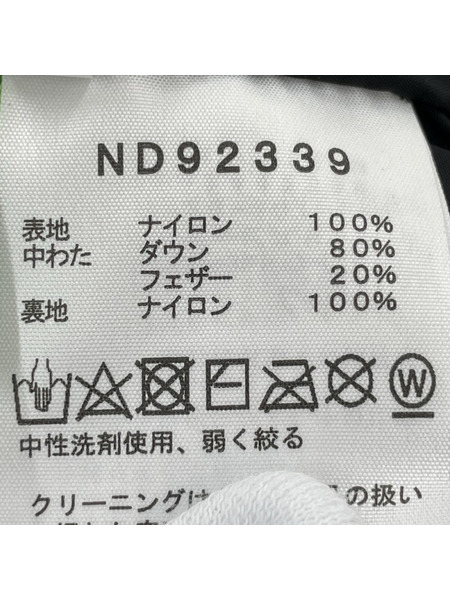 ND92339
表地 ナイロン 100%
中わた ダウン 80%
フェザー 20%
裏地 ナイロン 100%
W
中性洗剤使用、弱く絞る
クリーニングは の扱い